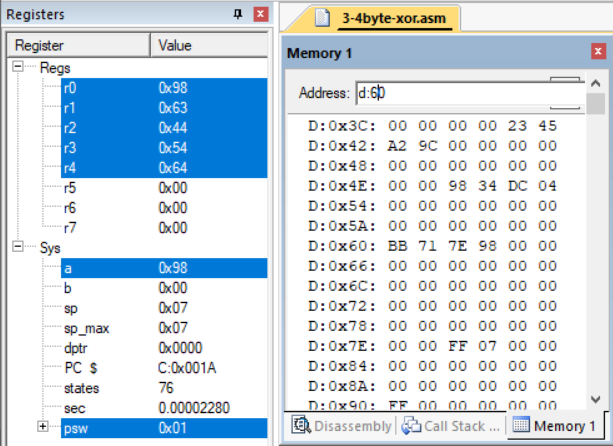 Registers
Register Value
Regs
r0 0x98
r1 0x63
r2 0x44
r3 0x54
r4 0x64
r5 0x00
r6 0x00
r7 0x00
Sys
a 0x98
b 0x00
sp 0x07
sp_max 0x07
dptr 0x0000
PC $ C:0x001A
states 76
sec 0.00002280
psw 0x01
3-4byte-xor.asm
Memory 1
Address: d:60
D:0x3C: 00 00 00 00 23 45
D:0x42: A2 9C 00 00 00 00
D:0x48: 00 00 00 00 00 00
D:0x4E: 00 00 98 34 DC 04
D:0x54: 00 00 00 00 00 00
D:0x5A: 00 00 00 00 00 00
D:0x60: BB 71 7E 98 00 00
D:0x66: 00 00 00 00 00 00
D:0x6C: 00 00 00 00 00 00
D:0x72: 00 00 00 00 00 00
D:0x78: 00 00 00 00 00 00
D:0x7E: 00 00 FF 07 00 00
D:0x84: 00 00 00 00 00 00
D:0x8A: 00 00 00 00 00 00
D:0x90: FF 00 00 00 00 00
Disassembly Call Stack ... Memory 1